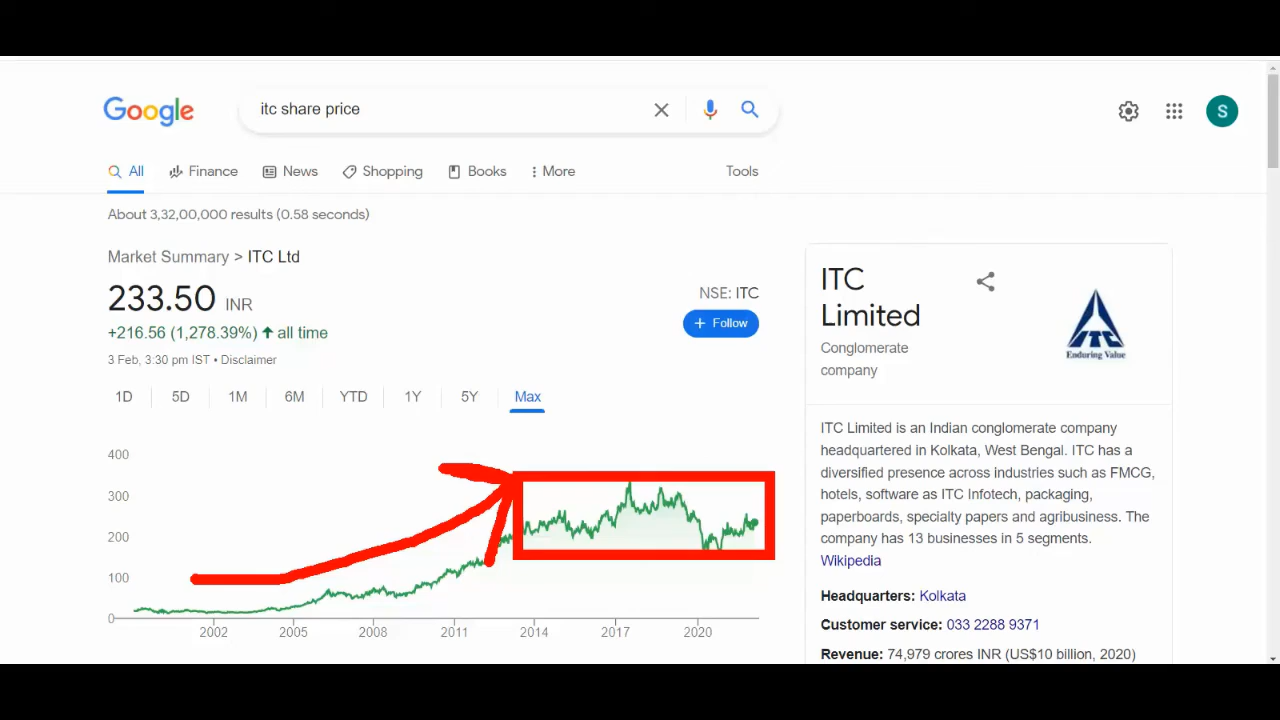 Google
itc share price
S
All Finance News Shopping Books More Tools
About 3,32,00,000 results (0.58 seconds)
Market Summary > ITC Ltd
233.50 INR
NSE: ITC
+216.56 (1,278.39%) ↑ all time
+ Follow
3 Feb, 3:30 pm IST • Disclaimer
1D 5D 1M 6M YTD 1Y 5Y Max
400
300
200
100
0
2002 2005 2008 2011 2014 2017 2020
ITC
Limited
Conglomerate
company
ITC
Enduring Value
ITC Limited is an Indian conglomerate company
headquartered in Kolkata, West Bengal. ITC has a
diversified presence across industries such as FMCG,
hotels, software as ITC Infotech, packaging,
paperboards, specialty papers and agribusiness. The
company has 13 businesses in 5 segments.
Wikipedia
Headquarters: Kolkata
Customer service: 033 2288 9371
Revenue: 74,979 crores INR (US$10 billion, 2020)